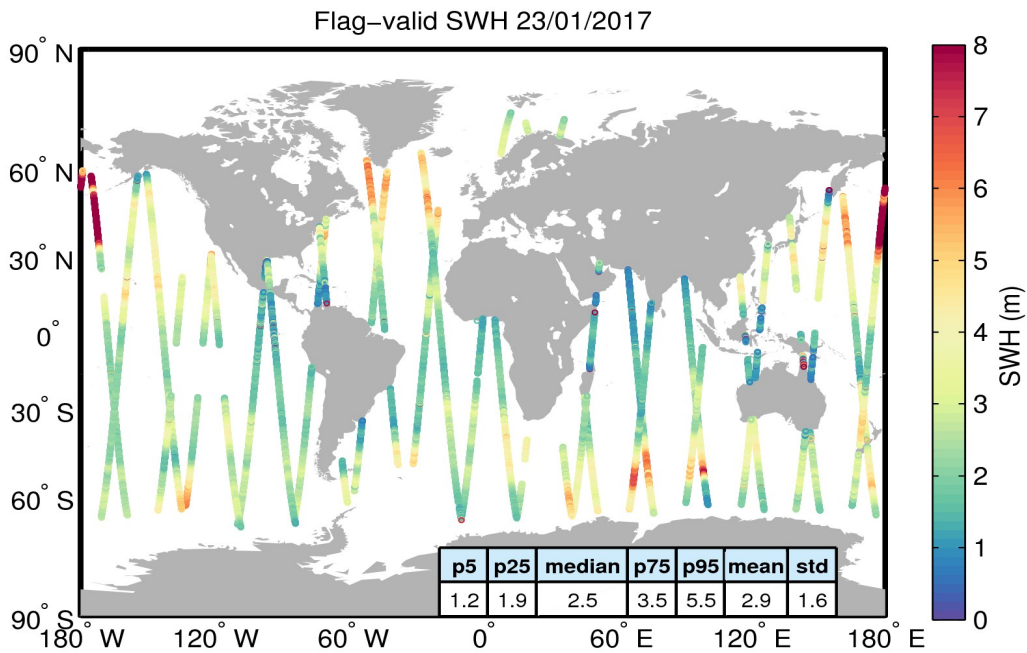 Flag−valid SWH 23/01/2017
90° N
60° N
30° N
0°
30° S
60° S
90° S
180° W
120° W
60° W
0°
60° E
120° E
180° E
p5 p25 median p75 p95 mean std
1.2 1.9 2.5 3.5 5.5 2.9 1.6
8
7
6
5
4
3
2
1
0
SWH (m)